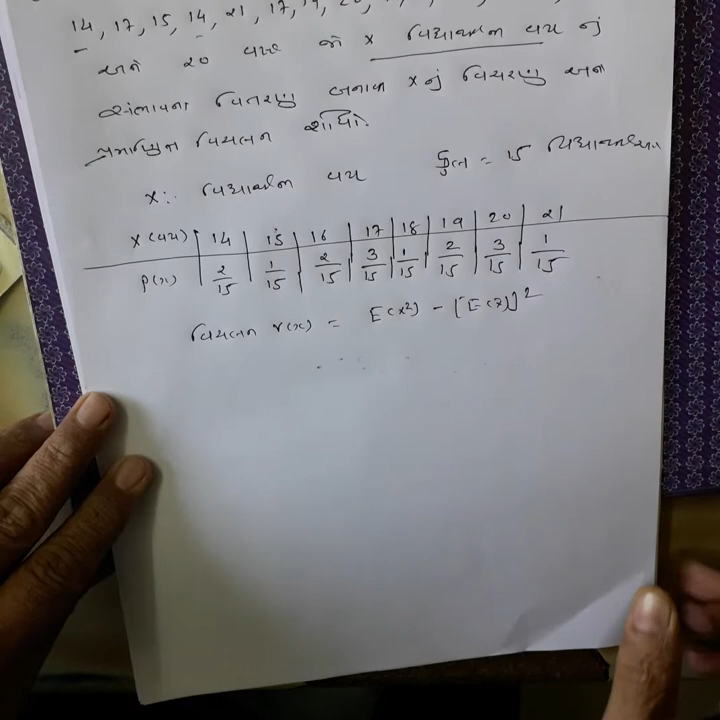 14, 17, 15, 14, 21, 17, 19, 20,
અને ૨૦ વર્ષ જો x વિદ્યાર્થીના વય નું
સંભાવના વિતરણ બનાવો x નું વિચરણ અને
પ્રમાણિત વિચલન શોધો.
x:- વિદ્યાર્થીના વય કુલ = 15
x (વય) 14 15 16 17 18 19 20 21
P(x) 2/15 1/15 2/15 3/15 1/15 2/15 3/15 1/15
વિચલન v(x) = E(x²) - [E(x)]²